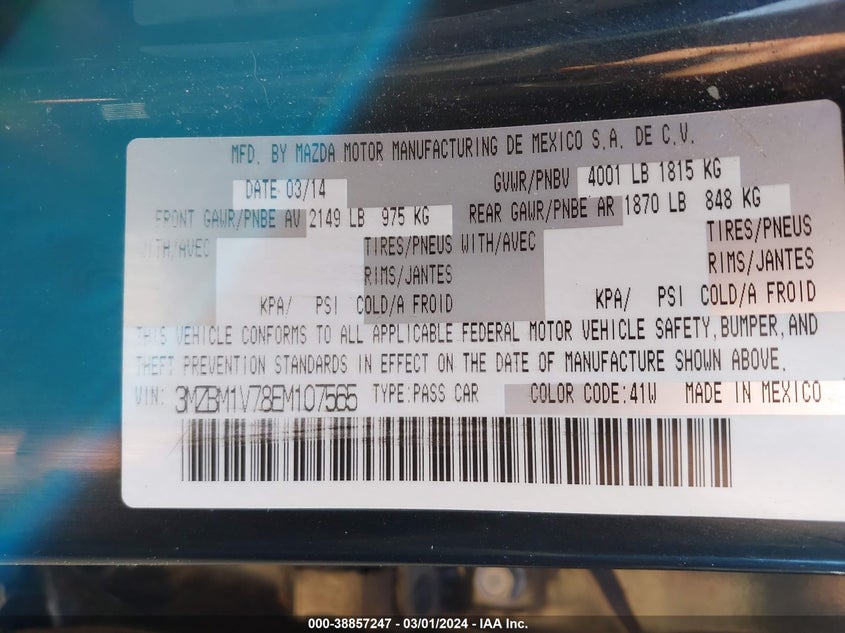 MFD. BY MAZDA MOTOR MANUFACTURING DE MEXICO S.A. DE C.V.
DATE 03/14 GVWR/PNBV 4001 LB 1815 KG
FRONT GAWR/PNBE AV 2149 LB 975 KG REAR GAWR/PNBE AR 1870 LB 848 KG
WITH/AVEC TIRES/PNEUS WITH/AVEC TIRES/PNEUS
RIMS/JANTES RIMS/JANTES
KPA/ PSI COLD/A FROID KPA/ PSI COLD/A FROID
THIS VEHICLE CONFORMS TO ALL APPLICABLE FEDERAL MOTOR VEHICLE SAFETY, BUMPER, AND
THEFT PREVENTION STANDARDS IN EFFECT ON THE DATE OF MANUFACTURE SHOWN ABOVE.
VIN: 3MZBM1V78EM107565 TYPE:PASS CAR COLOR CODE:41W MADE IN MEXICO
000-38857247 - 03/01/2024 - IAA Inc.